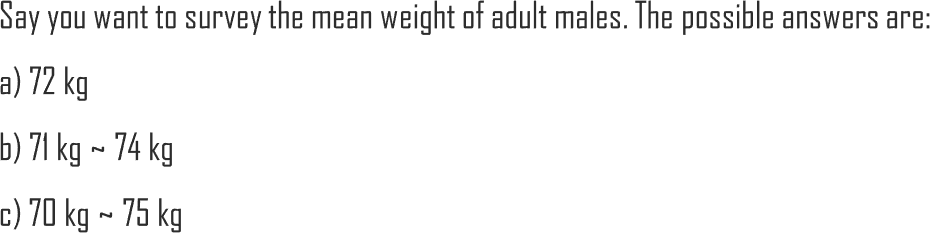 Say you want to survey the mean weight of adult males. The possible answers are:
a) 72 kg
b) 71 kg ~ 74 kg
c) 70 kg ~ 75 kg